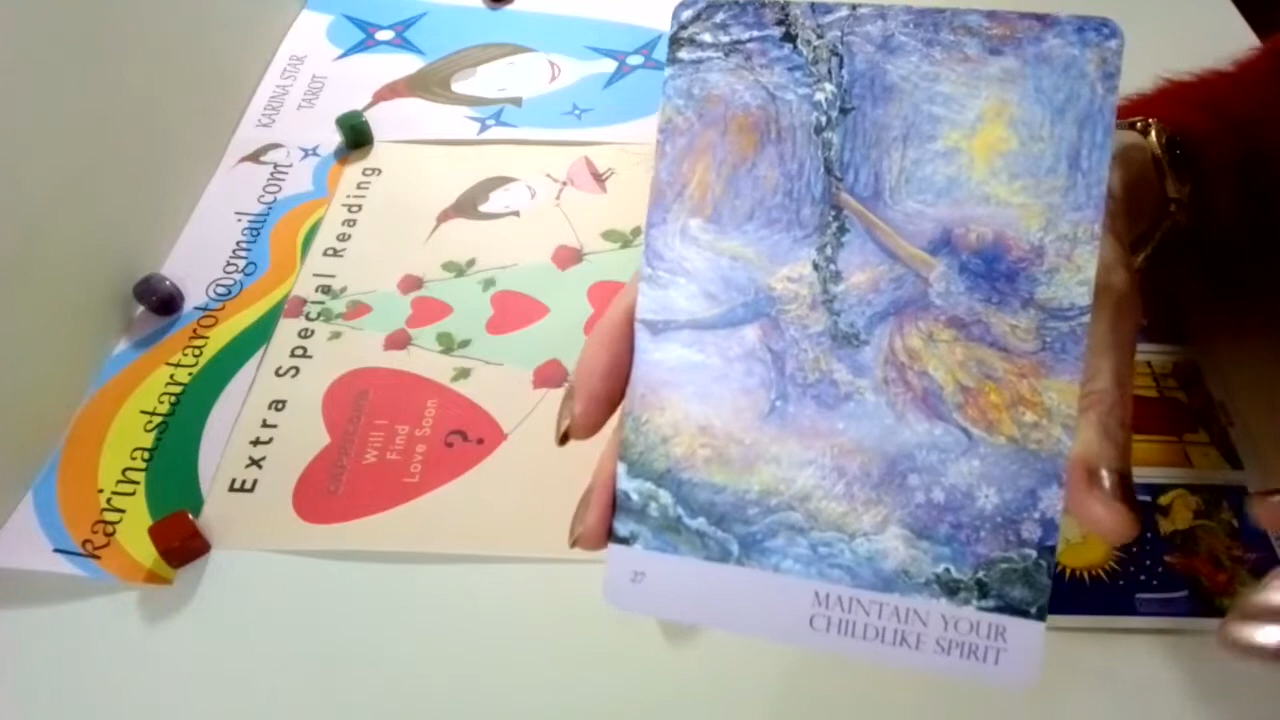 KARINA STAR
TAROT
karina.star.tarot@gmail.com
Extra Special Reading
CAPRICORN
Will I
Find
Love Soon
?
27
MAINTAIN YOUR
CHILDLIKE SPIRIT